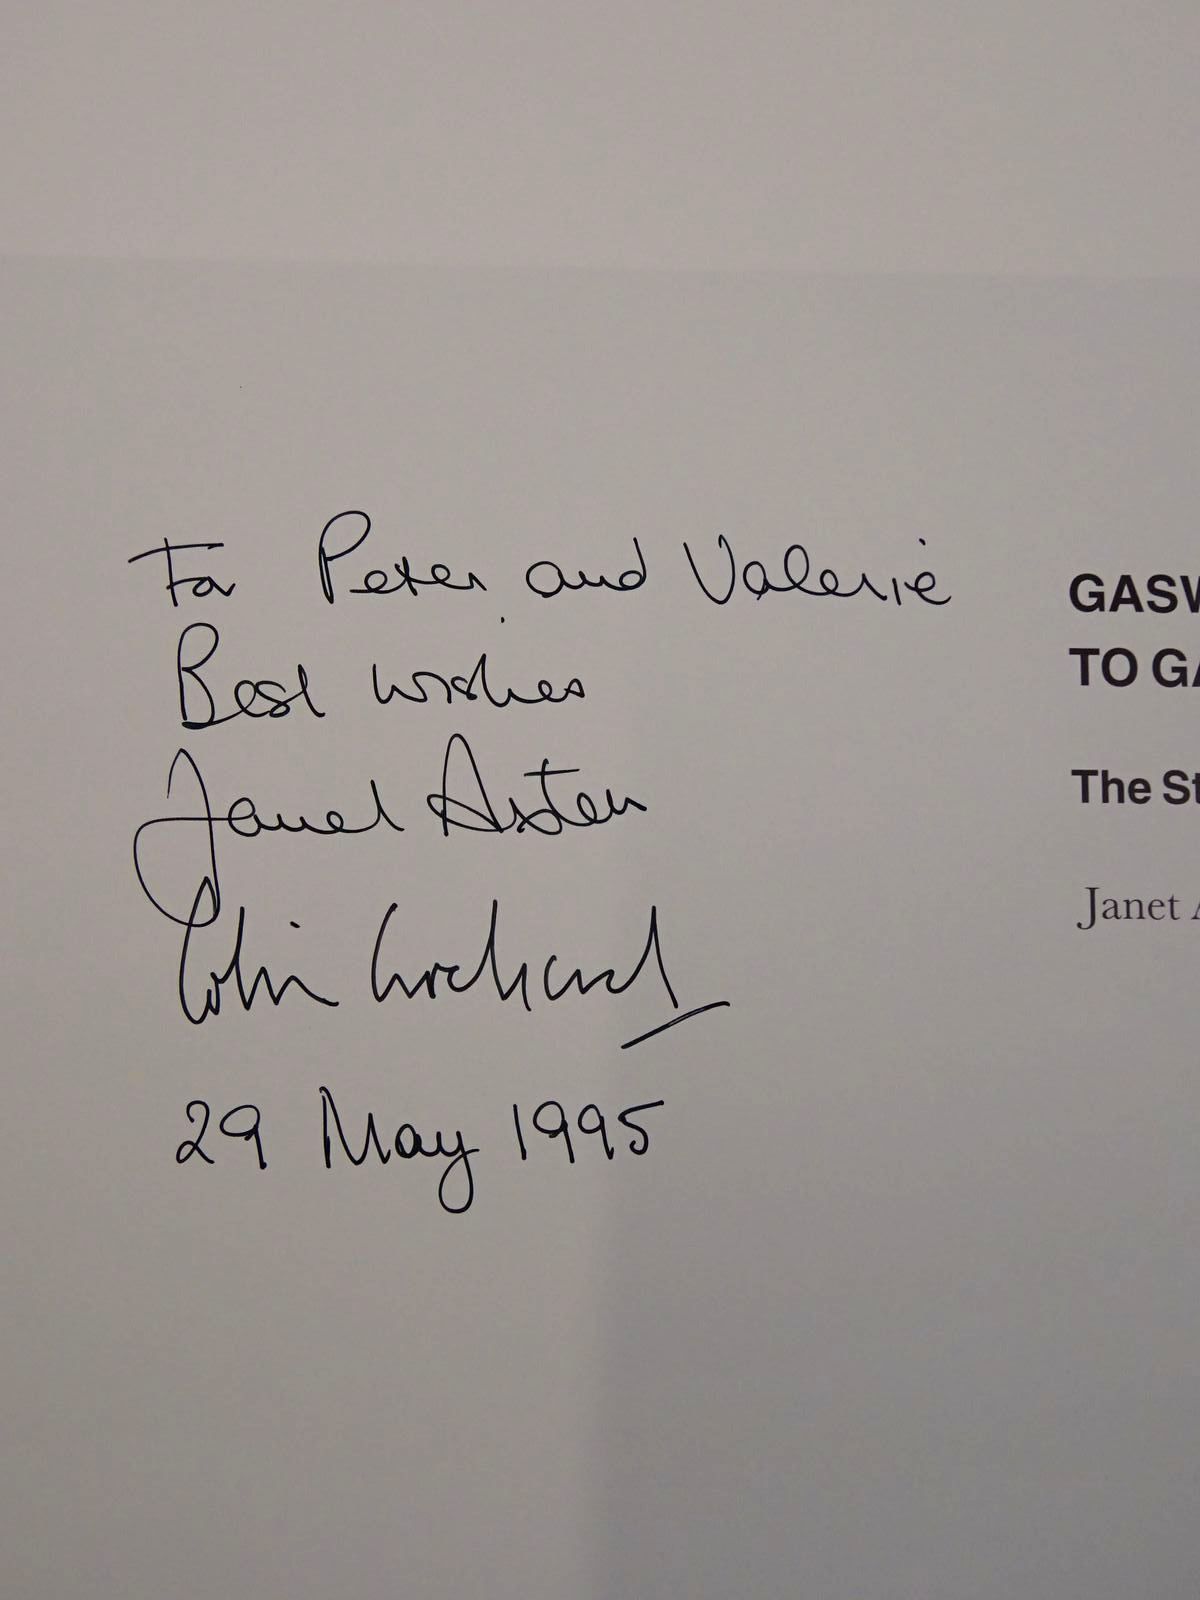 For Peter and Valerie
Best wishes
Janet Axten
Colin Orchard
29 May 1995
GASW
TO GA
The St
Janet A